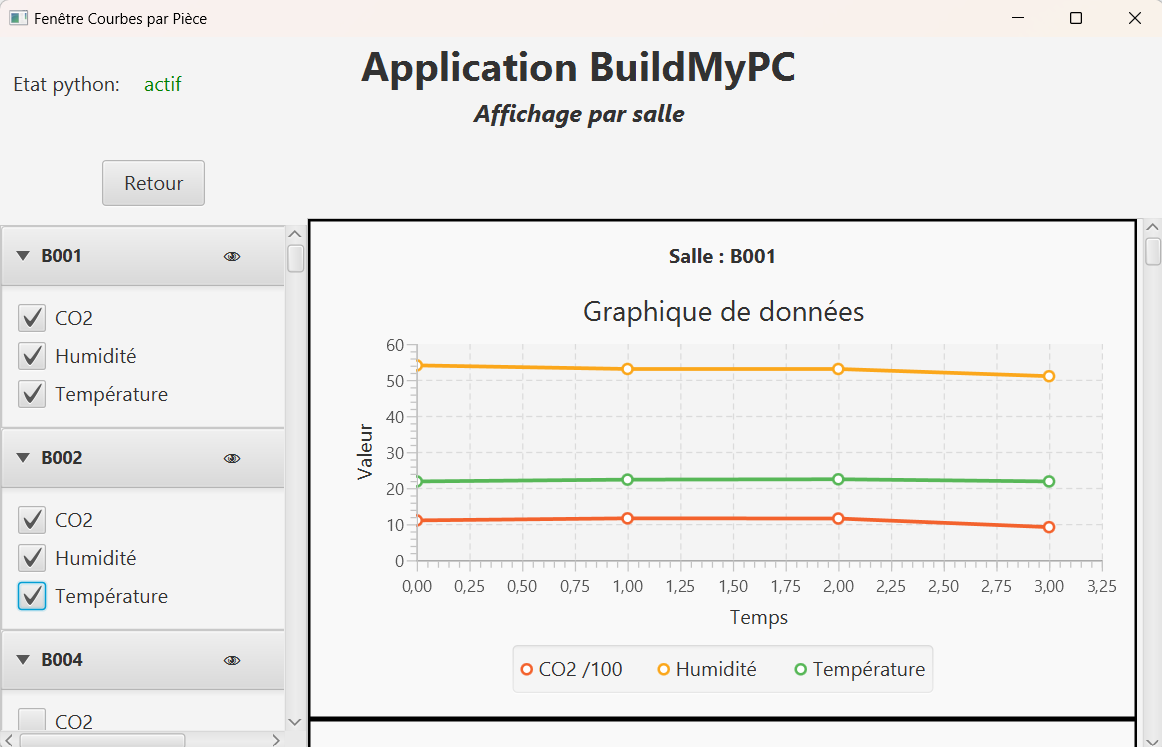 Fenêtre Courbes par Pièce
Application BuildMyPC
Etat python: actif
Affichage par salle
Retour
B001
CO2
Humidité
Température
B002
CO2
Humidité
Température
B004
CO2
Salle : B001
Graphique de données
Valeur
60
50
40
30
20
10
0
0,00 0,25 0,50 0,75 1,00 1,25 1,50 1,75 2,00 2,25 2,50 2,75 3,00 3,25
Temps
CO2 /100 Humidité Température